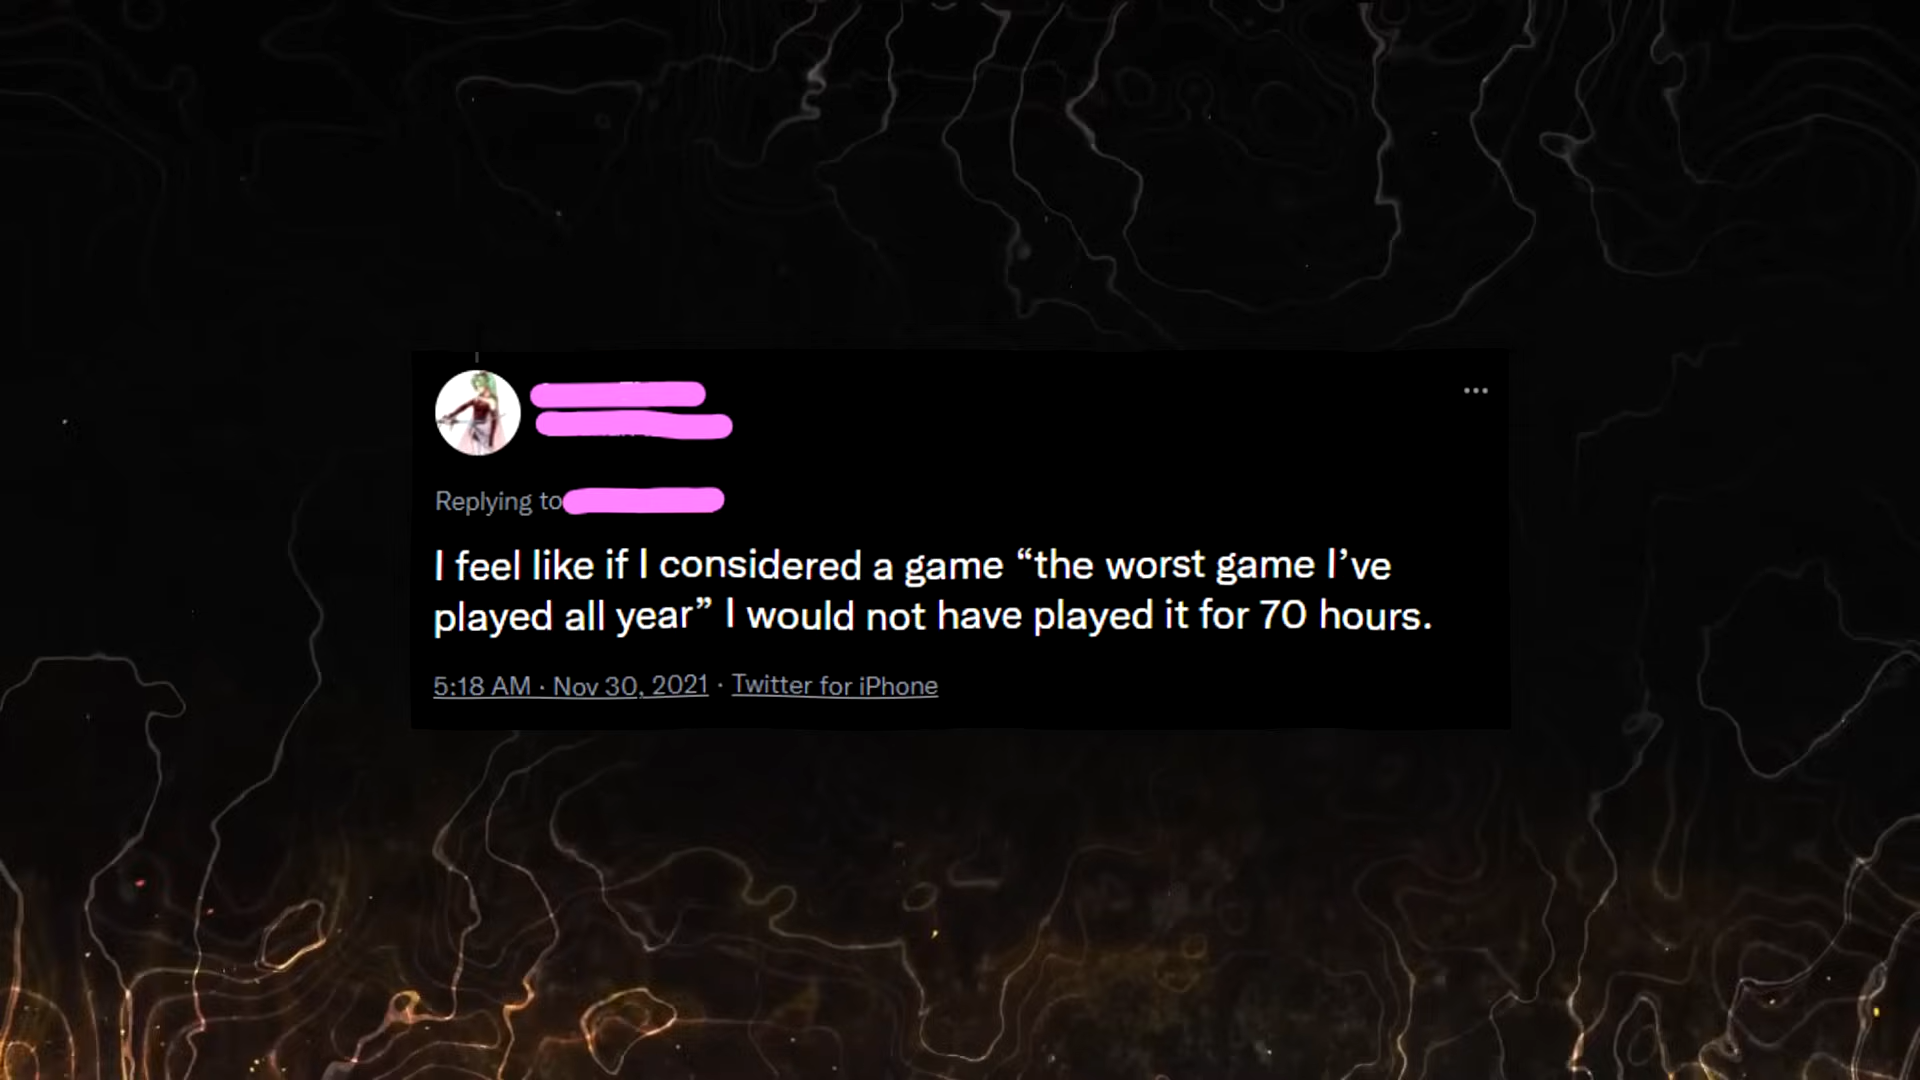 Replying to
I feel like if I considered a game “the worst game I’ve
played all year” I would not have played it for 70 hours.
5:18 AM · Nov 30, 2021 · Twitter for iPhone